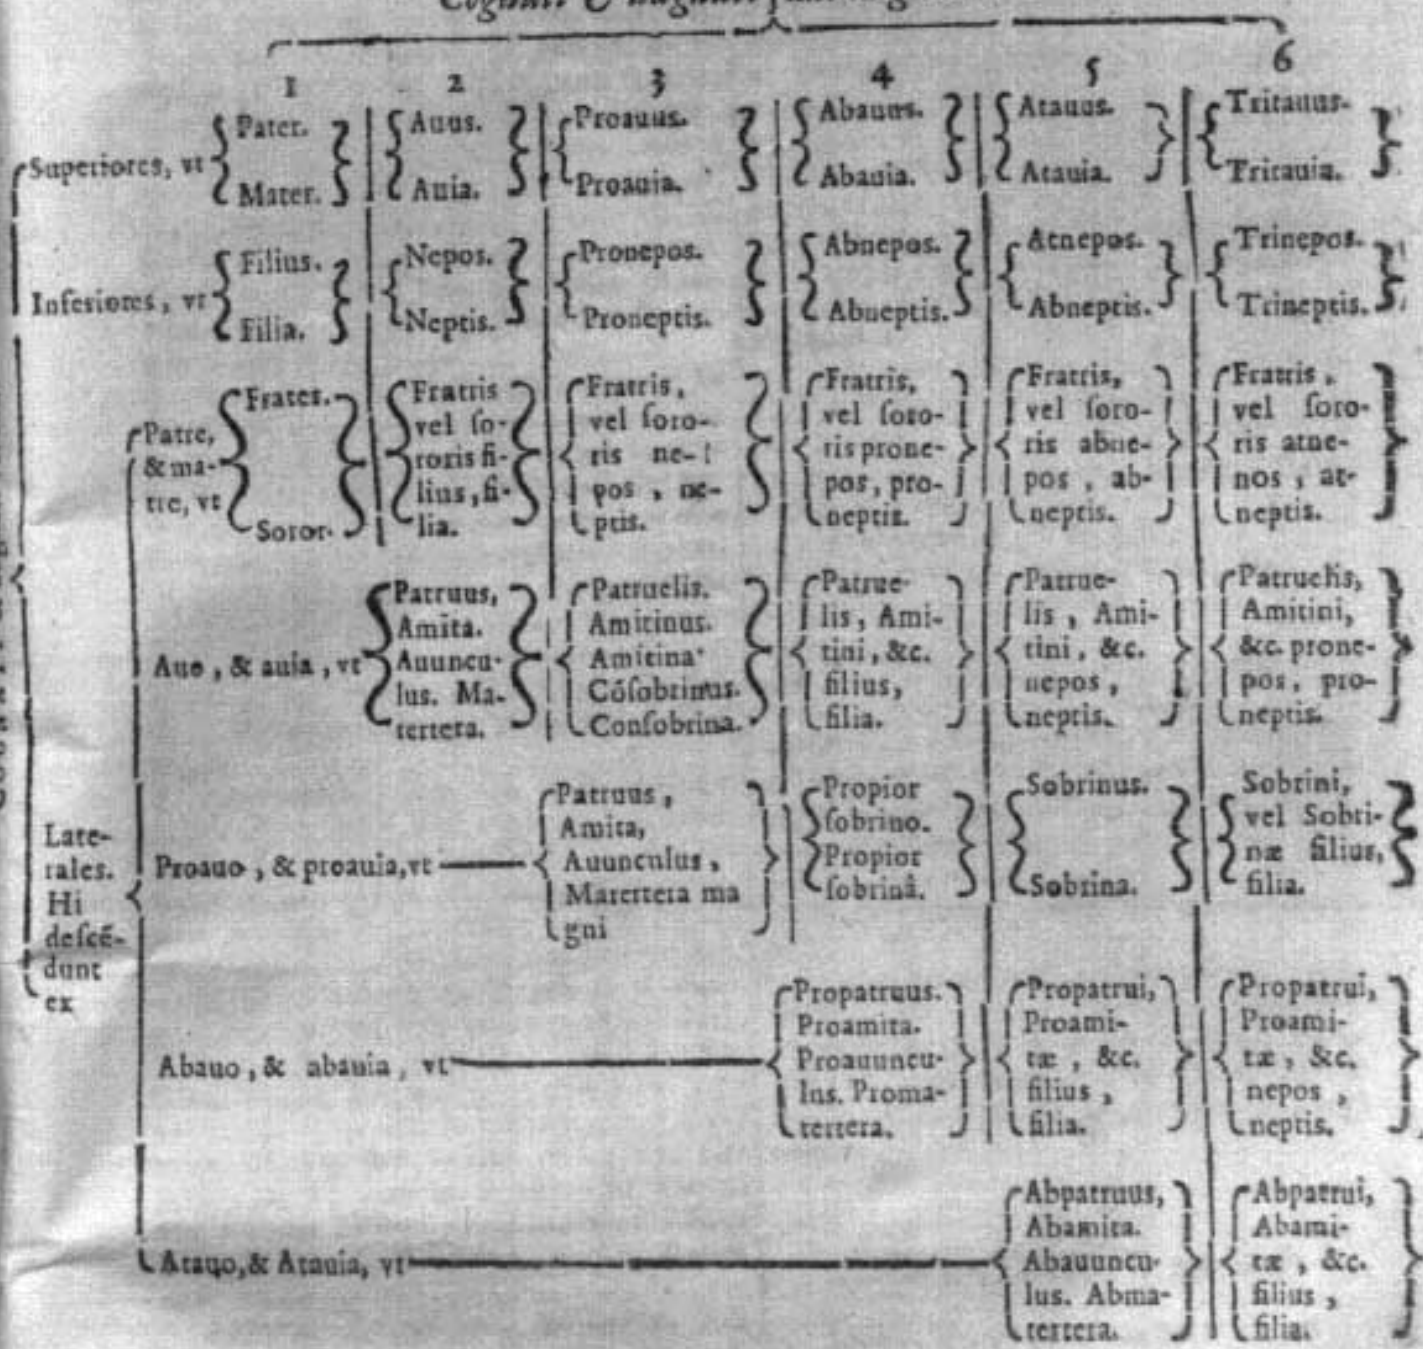 1 2 3 4 5 6
Superiores, vt
Pater.
Mater.
Auus.
Auia.
Proauus.
Proauia.
Abauus.
Abauia.
Atauus.
Atauia.
Tritauus.
Tritauia.
Inferiores, vt
Filius.
Filia.
Nepos.
Neptis.
Pronepos.
Proneptis.
Abnepos.
Abneptis.
Atnepos.
Abneptis.
Trinepos.
Trineptis.
Late-
rales.
Hi
deſcẽ-
dunt
ex
Patre,
& ma-
tre, vt
Frater.
Soror.
Fratris
vel ſo-
roris fi-
lius, fi-
lia.
Fratris,
vel ſoro-
ris ne-
pos, ne-
ptis.
Fratris,
vel ſoro-
ris prone-
pos, pro-
neptis.
Fratris,
vel ſoro-
ris abne-
pos, ab-
neptis.
Fratris,
vel ſoro-
ris atne-
nos, at-
neptis.
Auo, & auia, vt
Patruus,
Amita.
Auuncu-
lus. Ma-
tertera.
Patruelis.
Amitinus.
Amitina.
Cõſobrinus.
Conſobrina.
Patrue-
lis, Ami-
tini, &c.
filius,
filia.
Patrue-
lis, Ami-
tini, &c.
nepos,
neptis.
Patruelis,
Amitini,
&c. prone-
pos, pro-
neptis.
Proauo, & proauia, vt
Patruus,
Amita,
Auunculus,
Matertera ma
gni
Propior
ſobrino.
Propior
ſobrinâ.
Sobrinus.
Sobrina.
Sobrini,
vel Sobri-
næ filius,
filia.
Abauo, & abauia, vt
Propatruus.
Proamita.
Proauuncu-
lus. Proma-
tertera.
Propatrui,
Proami-
tæ, &c.
filius,
filia.
Propatrui,
Proami-
tæ, &c.
nepos,
neptis.
Atauo, & Atauia, vt
Abpatruus,
Abamita.
Abauuncu-
lus. Abma-
tertera.
Abpatrui,
Abami-
tæ, &c.
filius,
filia.